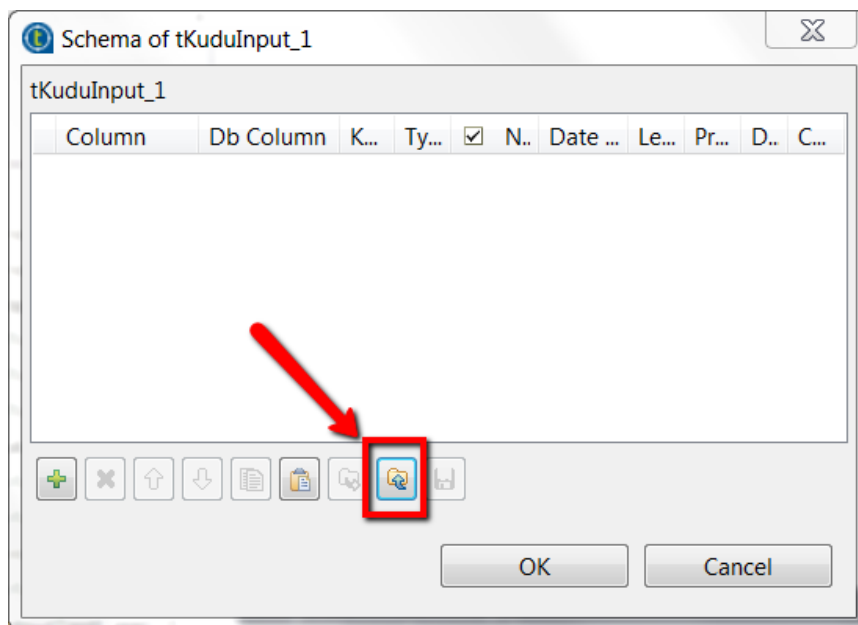 Schema of tKuduInput_1
tKuduInput_1
Column Db Column K... Ty... N.. Date ... Le... Pr... D.. C...
OK Cancel